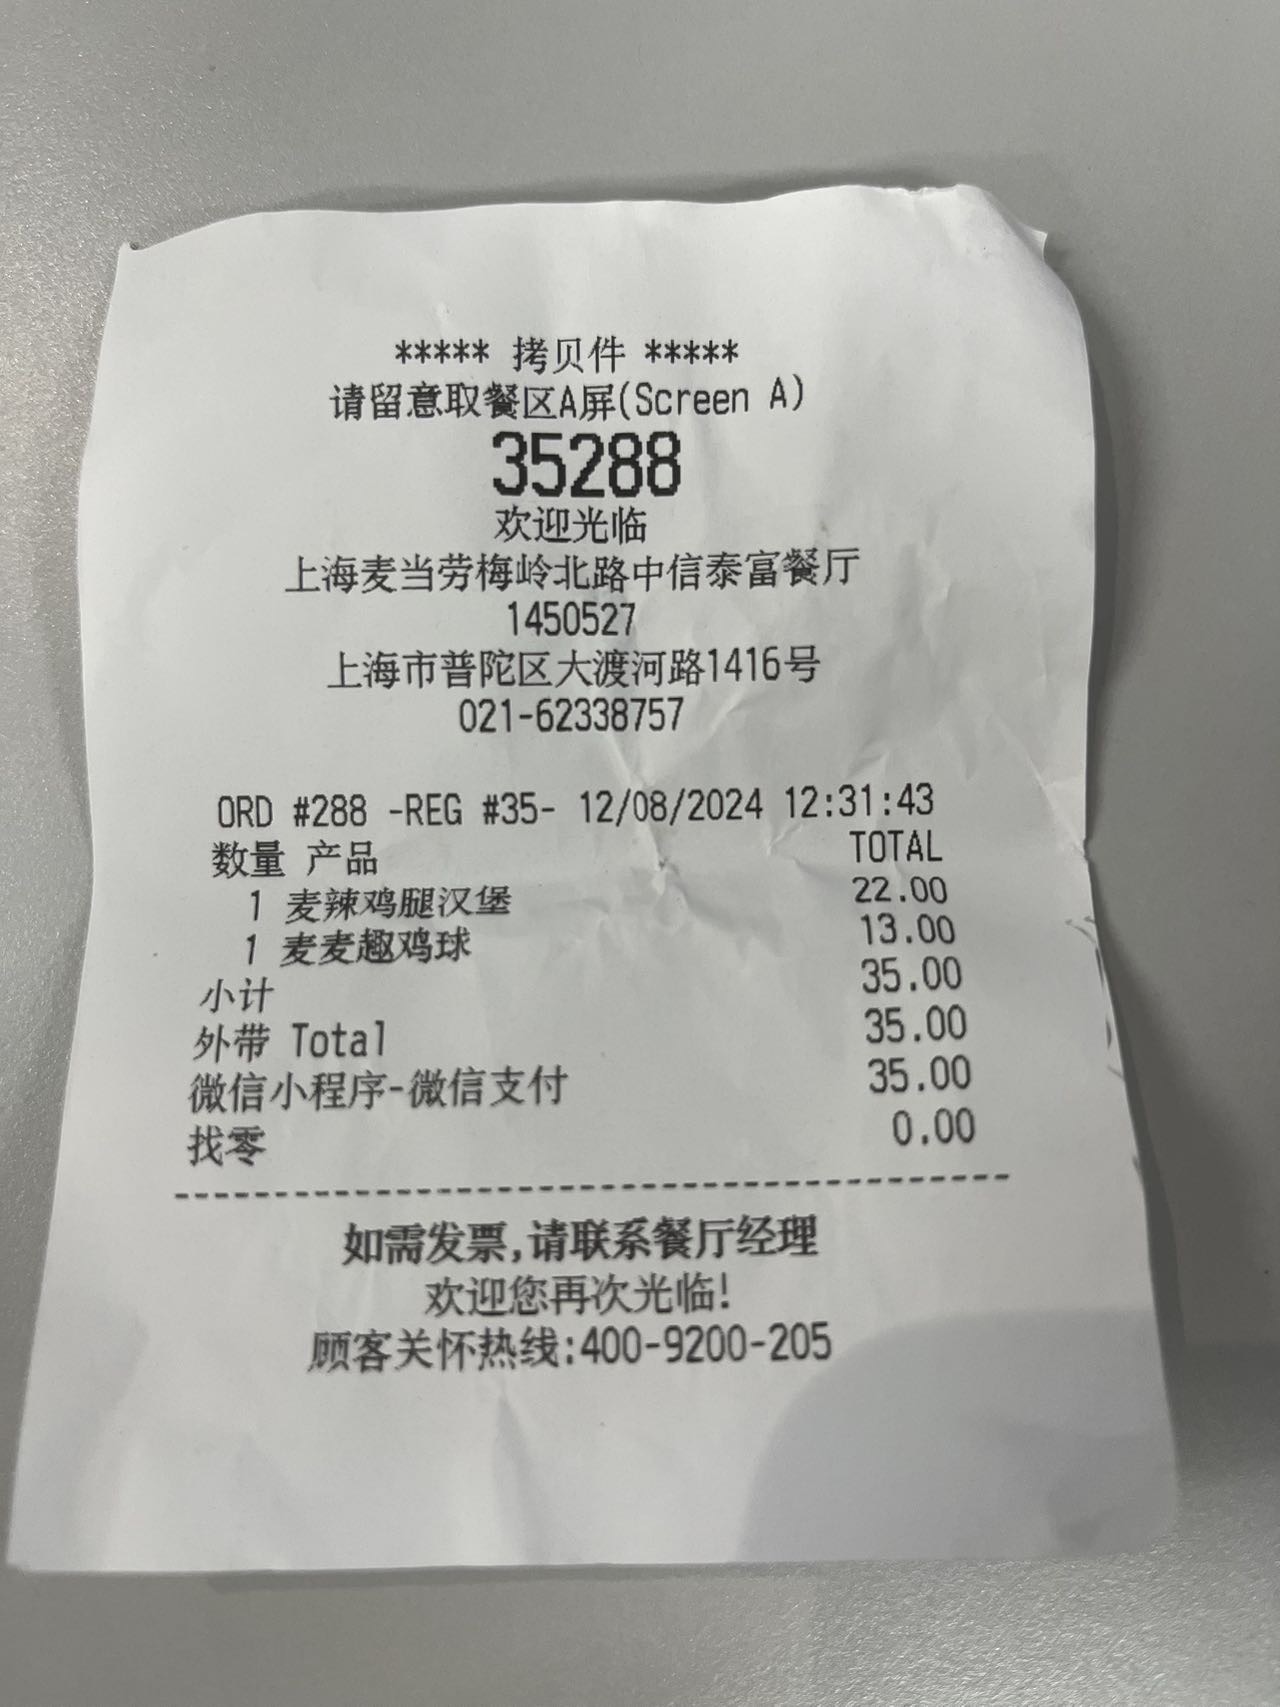 ***** 拷贝件 *****
请留意取餐区A屏(Screen A)
35288
欢迎光临
上海麦当劳梅岭北路中信泰富餐厅
1450527
上海市普陀区大渡河路1416号
021-62338757
ORD #288 -REG #35- 12/08/2024 12:31:43
数量 产品 TOTAL
1 麦辣鸡腿汉堡 22.00
1 麦麦趣鸡球 13.00
小计 35.00
外带 Total 35.00
微信小程序-微信支付 35.00
找零 0.00
如需发票,请联系餐厅经理
欢迎您再次光临!
顾客关怀热线:400-9200-205